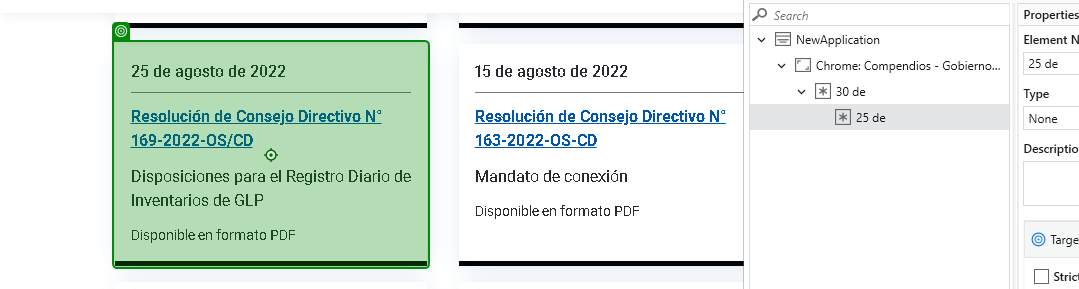 25 de agosto de 2022
Resolución de Consejo Directivo N°
169-2022-OS/CD
Disposiciones para el Registro Diario de
Inventarios de GLP
Disponible en formato PDF
15 de agosto de 2022
Resolución de Consejo Directivo N°
163-2022-OS-CD
Mandato de conexión
Disponible en formato PDF
Search
NewApplication
Chrome: Compendios - Gobierno...
30 de
25 de
Properties
Element N
25 de
Type
None
Descriptio
Targe
Strict